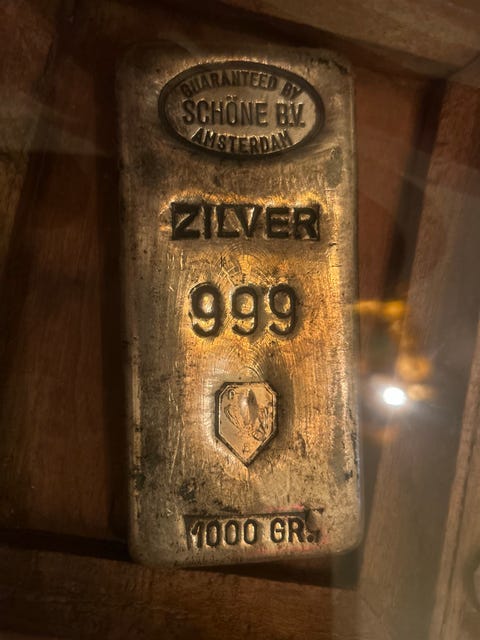 GUARANTEED BY
SCHÖNE B.V.
AMSTERDAM
ZILVER
999
1000 GR.